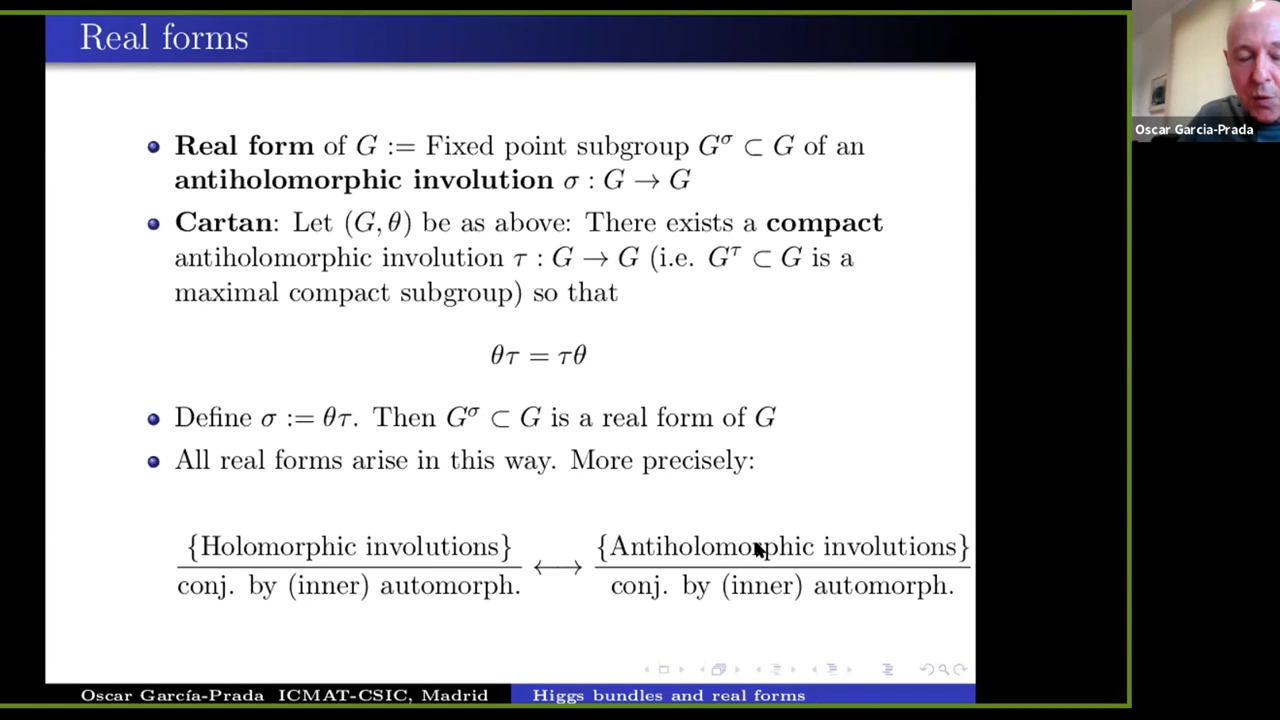 Real forms
Real form of G := Fixed point subgroup G^σ ⊂ G of an
antiholomorphic involution σ : G → G
Cartan: Let (G, θ) be as above: There exists a compact
antiholomorphic involution τ : G → G (i.e. G^τ ⊂ G is a
maximal compact subgroup) so that
θτ = τθ
Define σ := θτ. Then G^σ ⊂ G is a real form of G
All real forms arise in this way. More precisely:
{Holomorphic involutions} ⟷ {Antiholomorphic involutions}
conj. by (inner) automorph. conj. by (inner) automorph.
Oscar García-Prada ICMAT-CSIC, Madrid Higgs bundles and real forms
Oscar Garcia-Prada